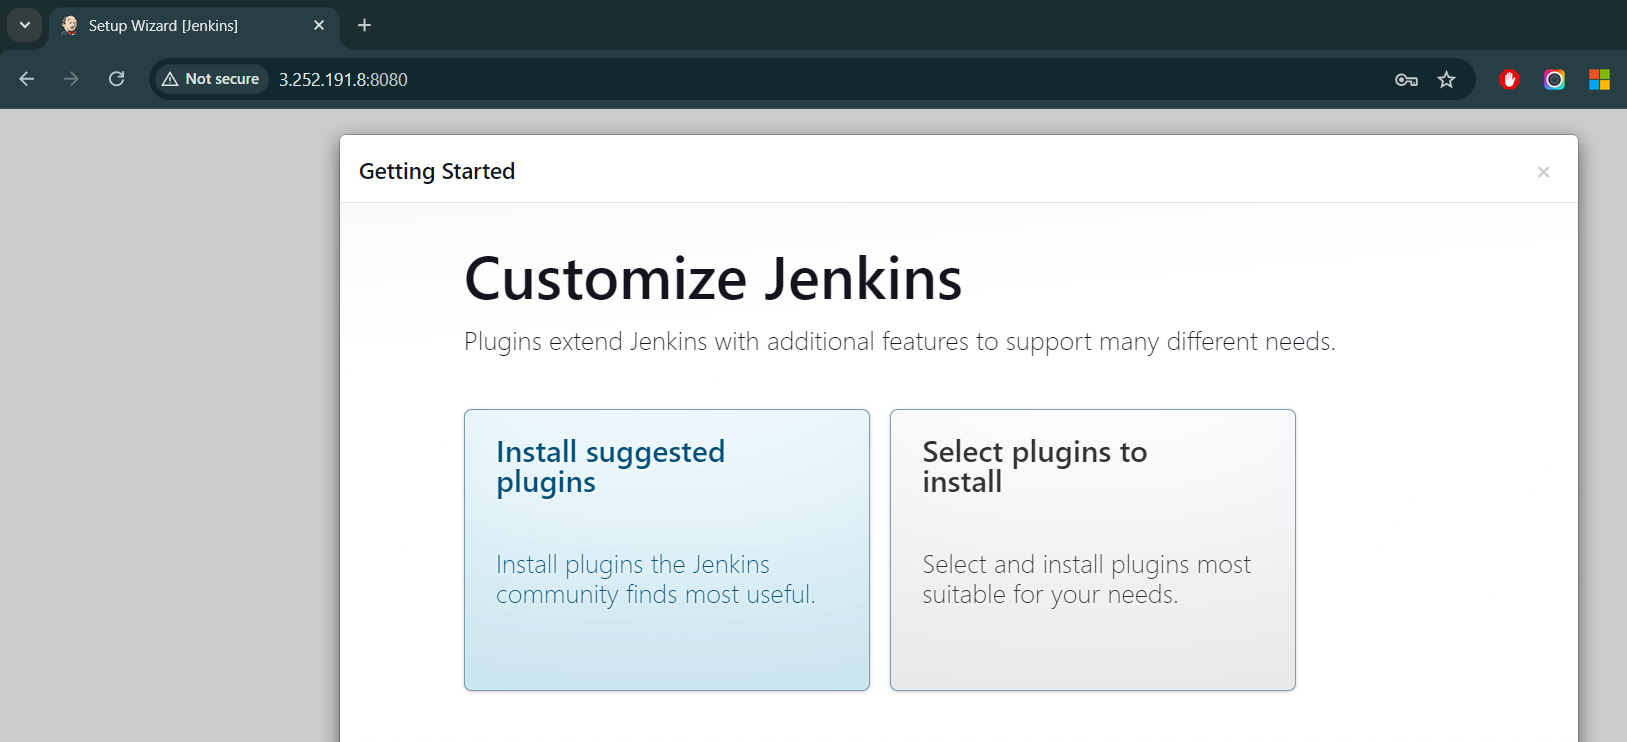 Setup Wizard [Jenkins]
Not secure
3.252.191.8:8080
Getting Started
Customize Jenkins
Plugins extend Jenkins with additional features to support many different needs.
Install suggested
plugins
Install plugins the Jenkins
community finds most useful.
Select plugins to
install
Select and install plugins most
suitable for your needs.